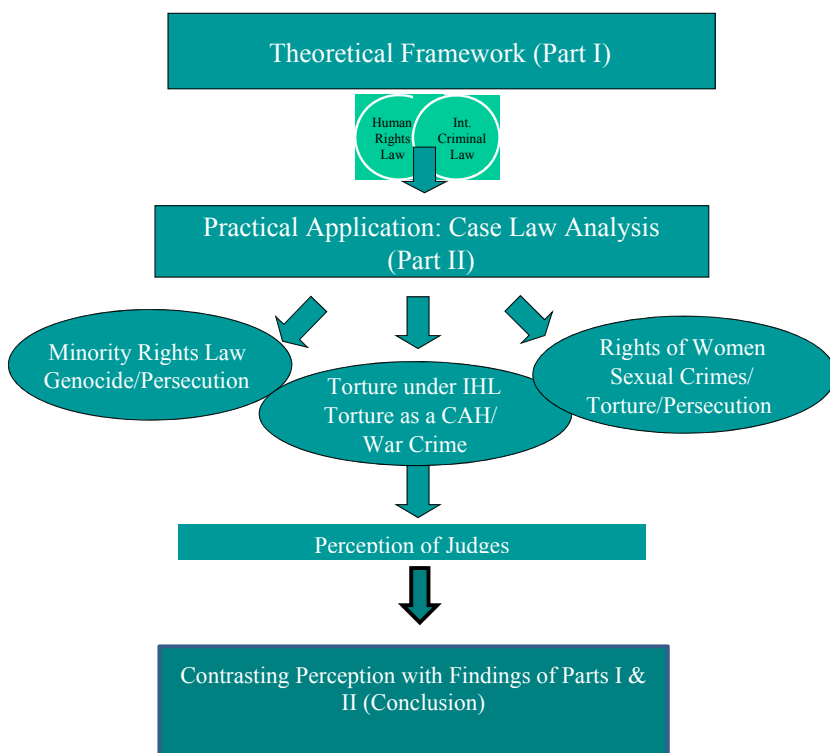 Theoretical Framework (Part I)
Human
Rights
Law
Int.
Criminal
Law
Practical Application: Case Law Analysis
(Part II)
Minority Rights Law
Genocide/Persecution
Torture under IHL
Torture as a CAH/
War Crime
Rights of Women
Sexual Crimes/
Torture/Persecution
Perception of Judges
Contrasting Perception with Findings of Parts I &
II (Conclusion)